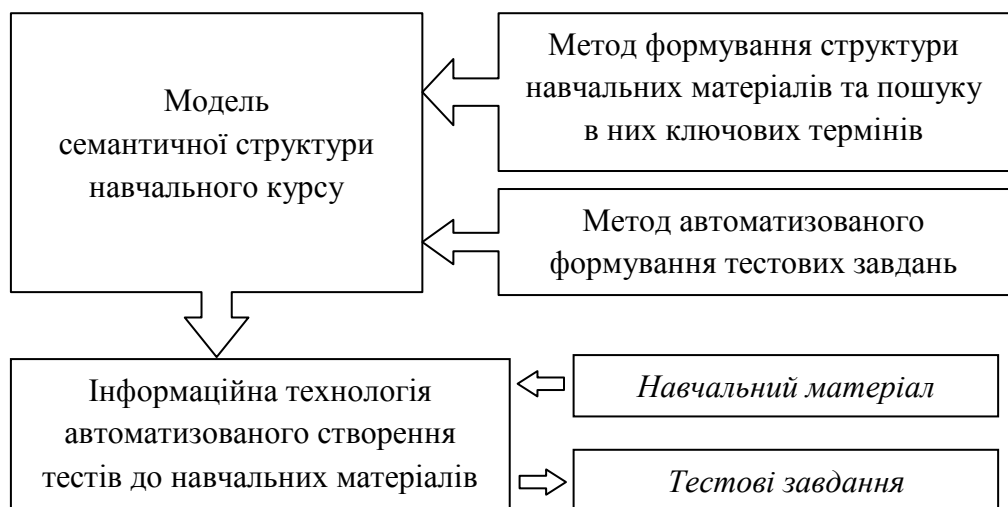 Модель
семантичної структури
навчального курсу
Метод формування структури
навчальних матеріалів та пошуку
в них ключових термінів
Метод автоматизованого
формування тестових завдань
Інформаційна технологія
автоматизованого створення
тестів до навчальних матеріалів
Навчальний матеріал
Тестові завдання